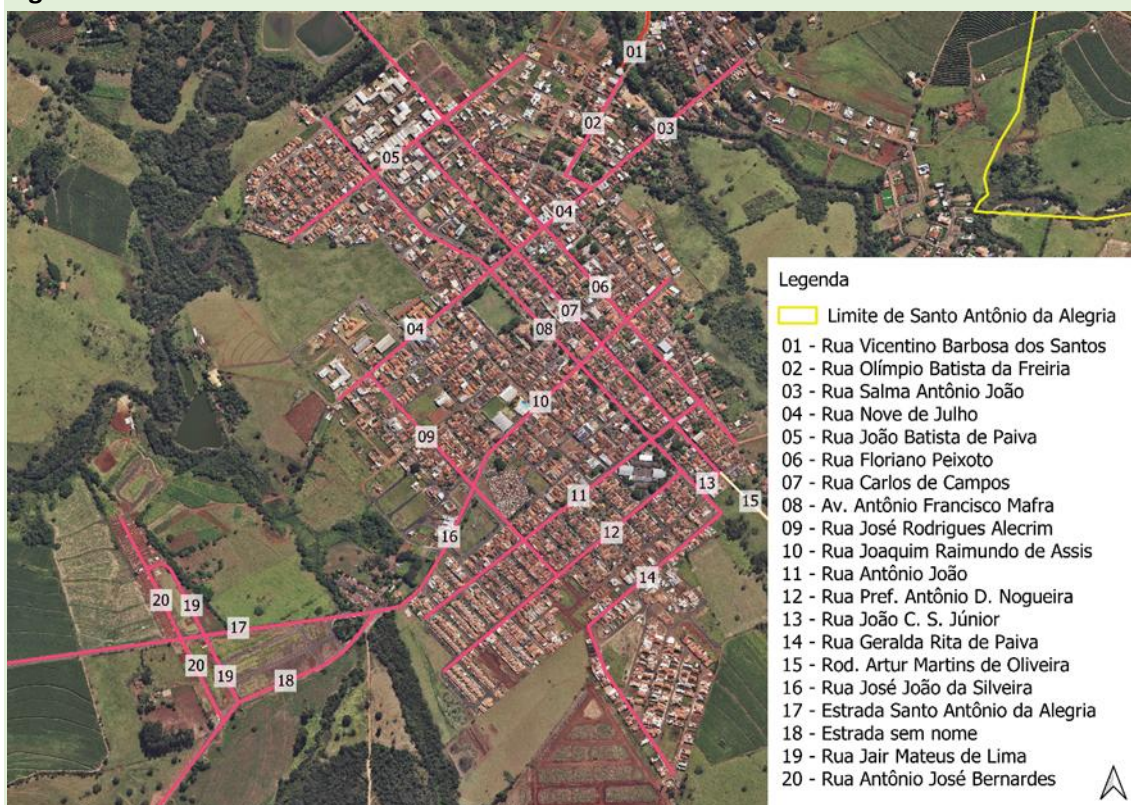 01
02
03
05
04
06
07
04
08
10
09
13
15
11
16
12
14
20
19
17
20
19
18
Legenda
Limite de Santo Antônio da Alegria
01 - Rua Vicentino Barbosa dos Santos
02 - Rua Olímpio Batista da Freiria
03 - Rua Salma Antônio João
04 - Rua Nove de Julho
05 - Rua João Batista de Paiva
06 - Rua Floriano Peixoto
07 - Rua Carlos de Campos
08 - Av. Antônio Francisco Mafra
09 - Rua José Rodrigues Alecrim
10 - Rua Joaquim Raimundo de Assis
11 - Rua Antônio João
12 - Rua Pref. Antônio D. Nogueira
13 - Rua João C. S. Júnior
14 - Rua Geralda Rita de Paiva
15 - Rod. Artur Martins de Oliveira
16 - Rua José João da Silveira
17 - Estrada Santo Antônio da Alegria
18 - Estrada sem nome
19 - Rua Jair Mateus de Lima
20 - Rua Antônio José Bernardes